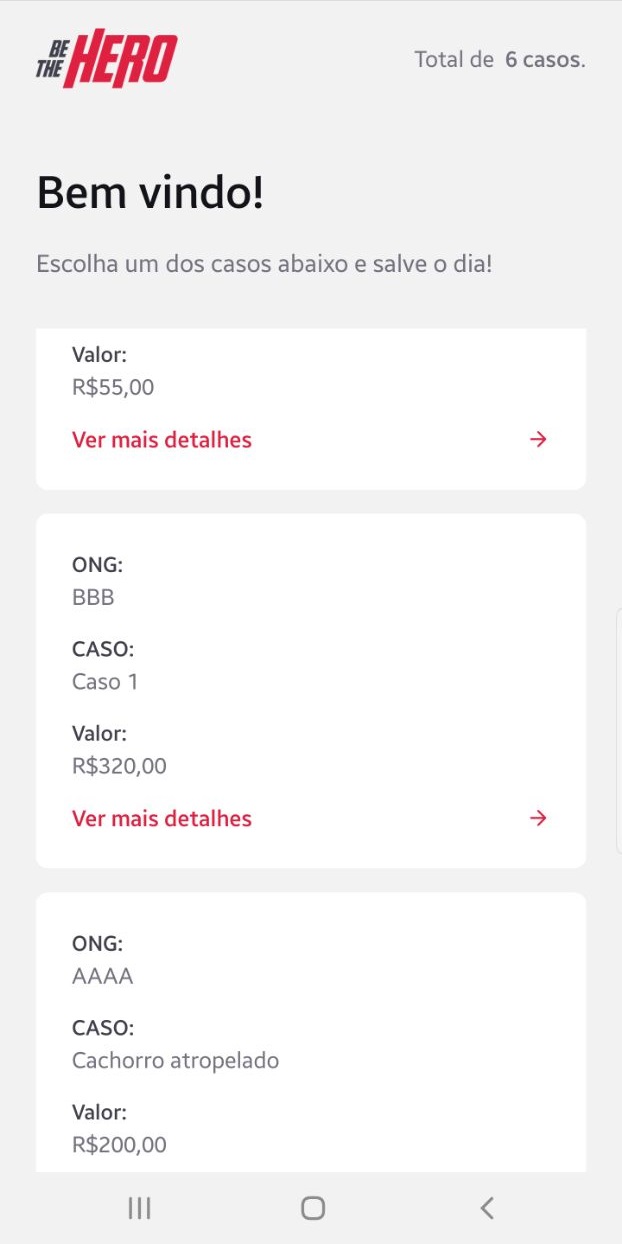 BE THE HERO
Total de 6 casos.
Bem vindo!
Escolha um dos casos abaixo e salve o dia!
Valor:
R$55,00
Ver mais detalhes →
ONG:
BBB
CASO:
Caso 1
Valor:
R$320,00
Ver mais detalhes →
ONG:
AAAA
CASO:
Cachorro atropelado
Valor:
R$200,00